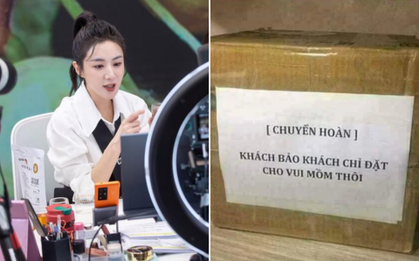 [ CHUYỂN HOÀN ]
KHÁCH BẢO KHÁCH CHỈ ĐẶT
CHO VUI MỒM THÔI